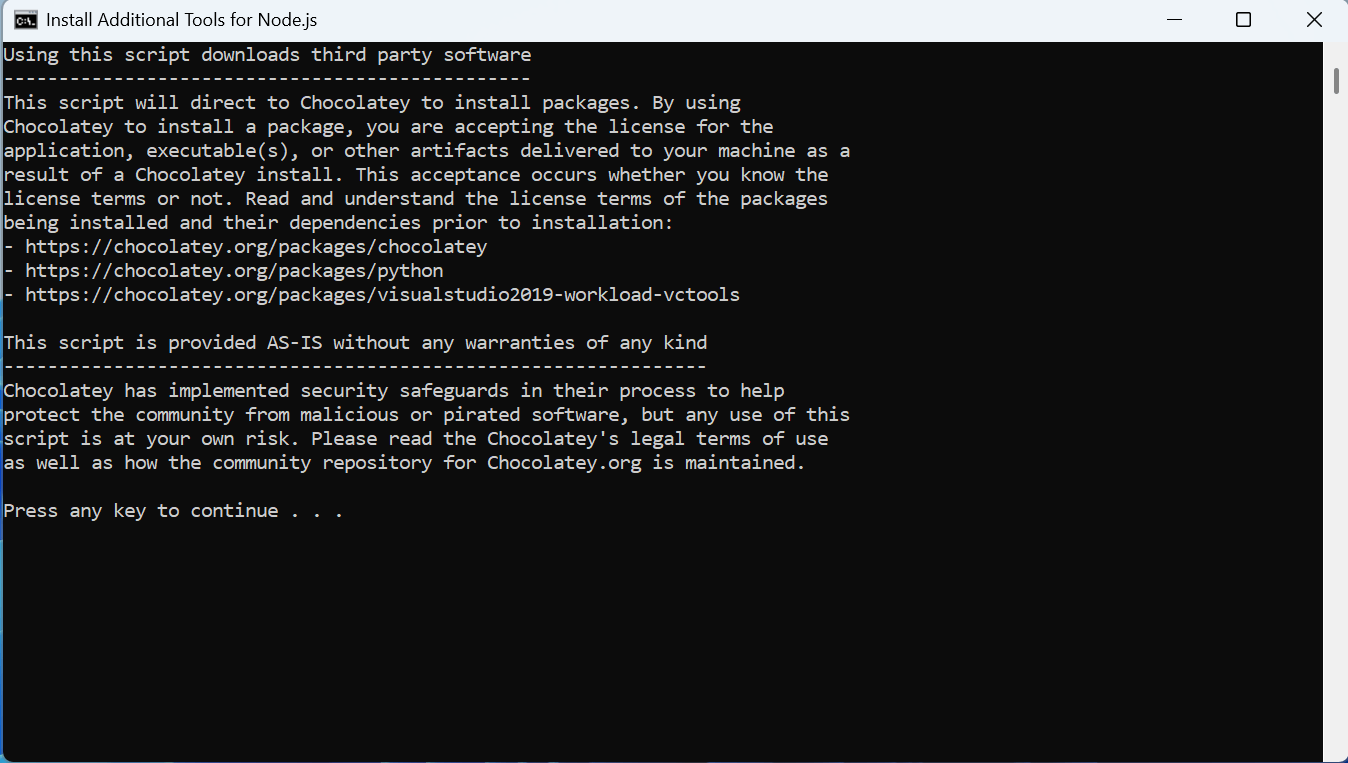 Install Additional Tools for Node.js
Using this script downloads third party software
------------------------------------------------
This script will direct to Chocolatey to install packages. By using
Chocolatey to install a package, you are accepting the license for the
application, executable(s), or other artifacts delivered to your machine as a
result of a Chocolatey install. This acceptance occurs whether you know the
license terms or not. Read and understand the license terms of the packages
being installed and their dependencies prior to installation:
- https://chocolatey.org/packages/chocolatey
- https://chocolatey.org/packages/python
- https://chocolatey.org/packages/visualstudio2019-workload-vctools
This script is provided AS-IS without any warranties of any kind
----------------------------------------------------------------
Chocolatey has implemented security safeguards in their process to help
protect the community from malicious or pirated software, but any use of this
script is at your own risk. Please read the Chocolatey's legal terms of use
as well as how the community repository for Chocolatey.org is maintained.
Press any key to continue . . .